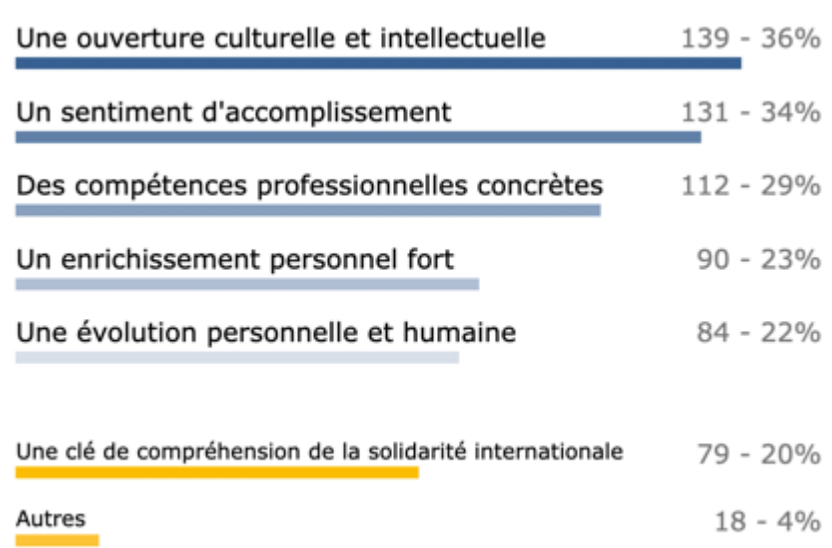 Une ouverture culturelle et intellectuelle 139 - 36%
Un sentiment d'accomplissement 131 - 34%
Des compétences professionnelles concrètes 112 - 29%
Un enrichissement personnel fort 90 - 23%
Une évolution personnelle et humaine 84 - 22%
Une clé de compréhension de la solidarité internationale 79 - 20%
Autres 18 - 4%